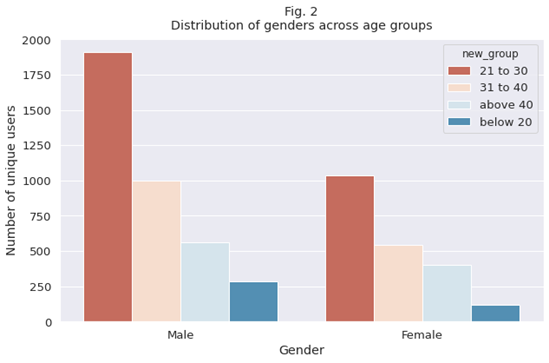 Fig. 2
Distribution of genders across age groups
new_group
21 to 30
31 to 40
above 40
below 20
Number of unique users
2000
1750
1500
1250
1000
750
500
250
0
Male
Female
Gender